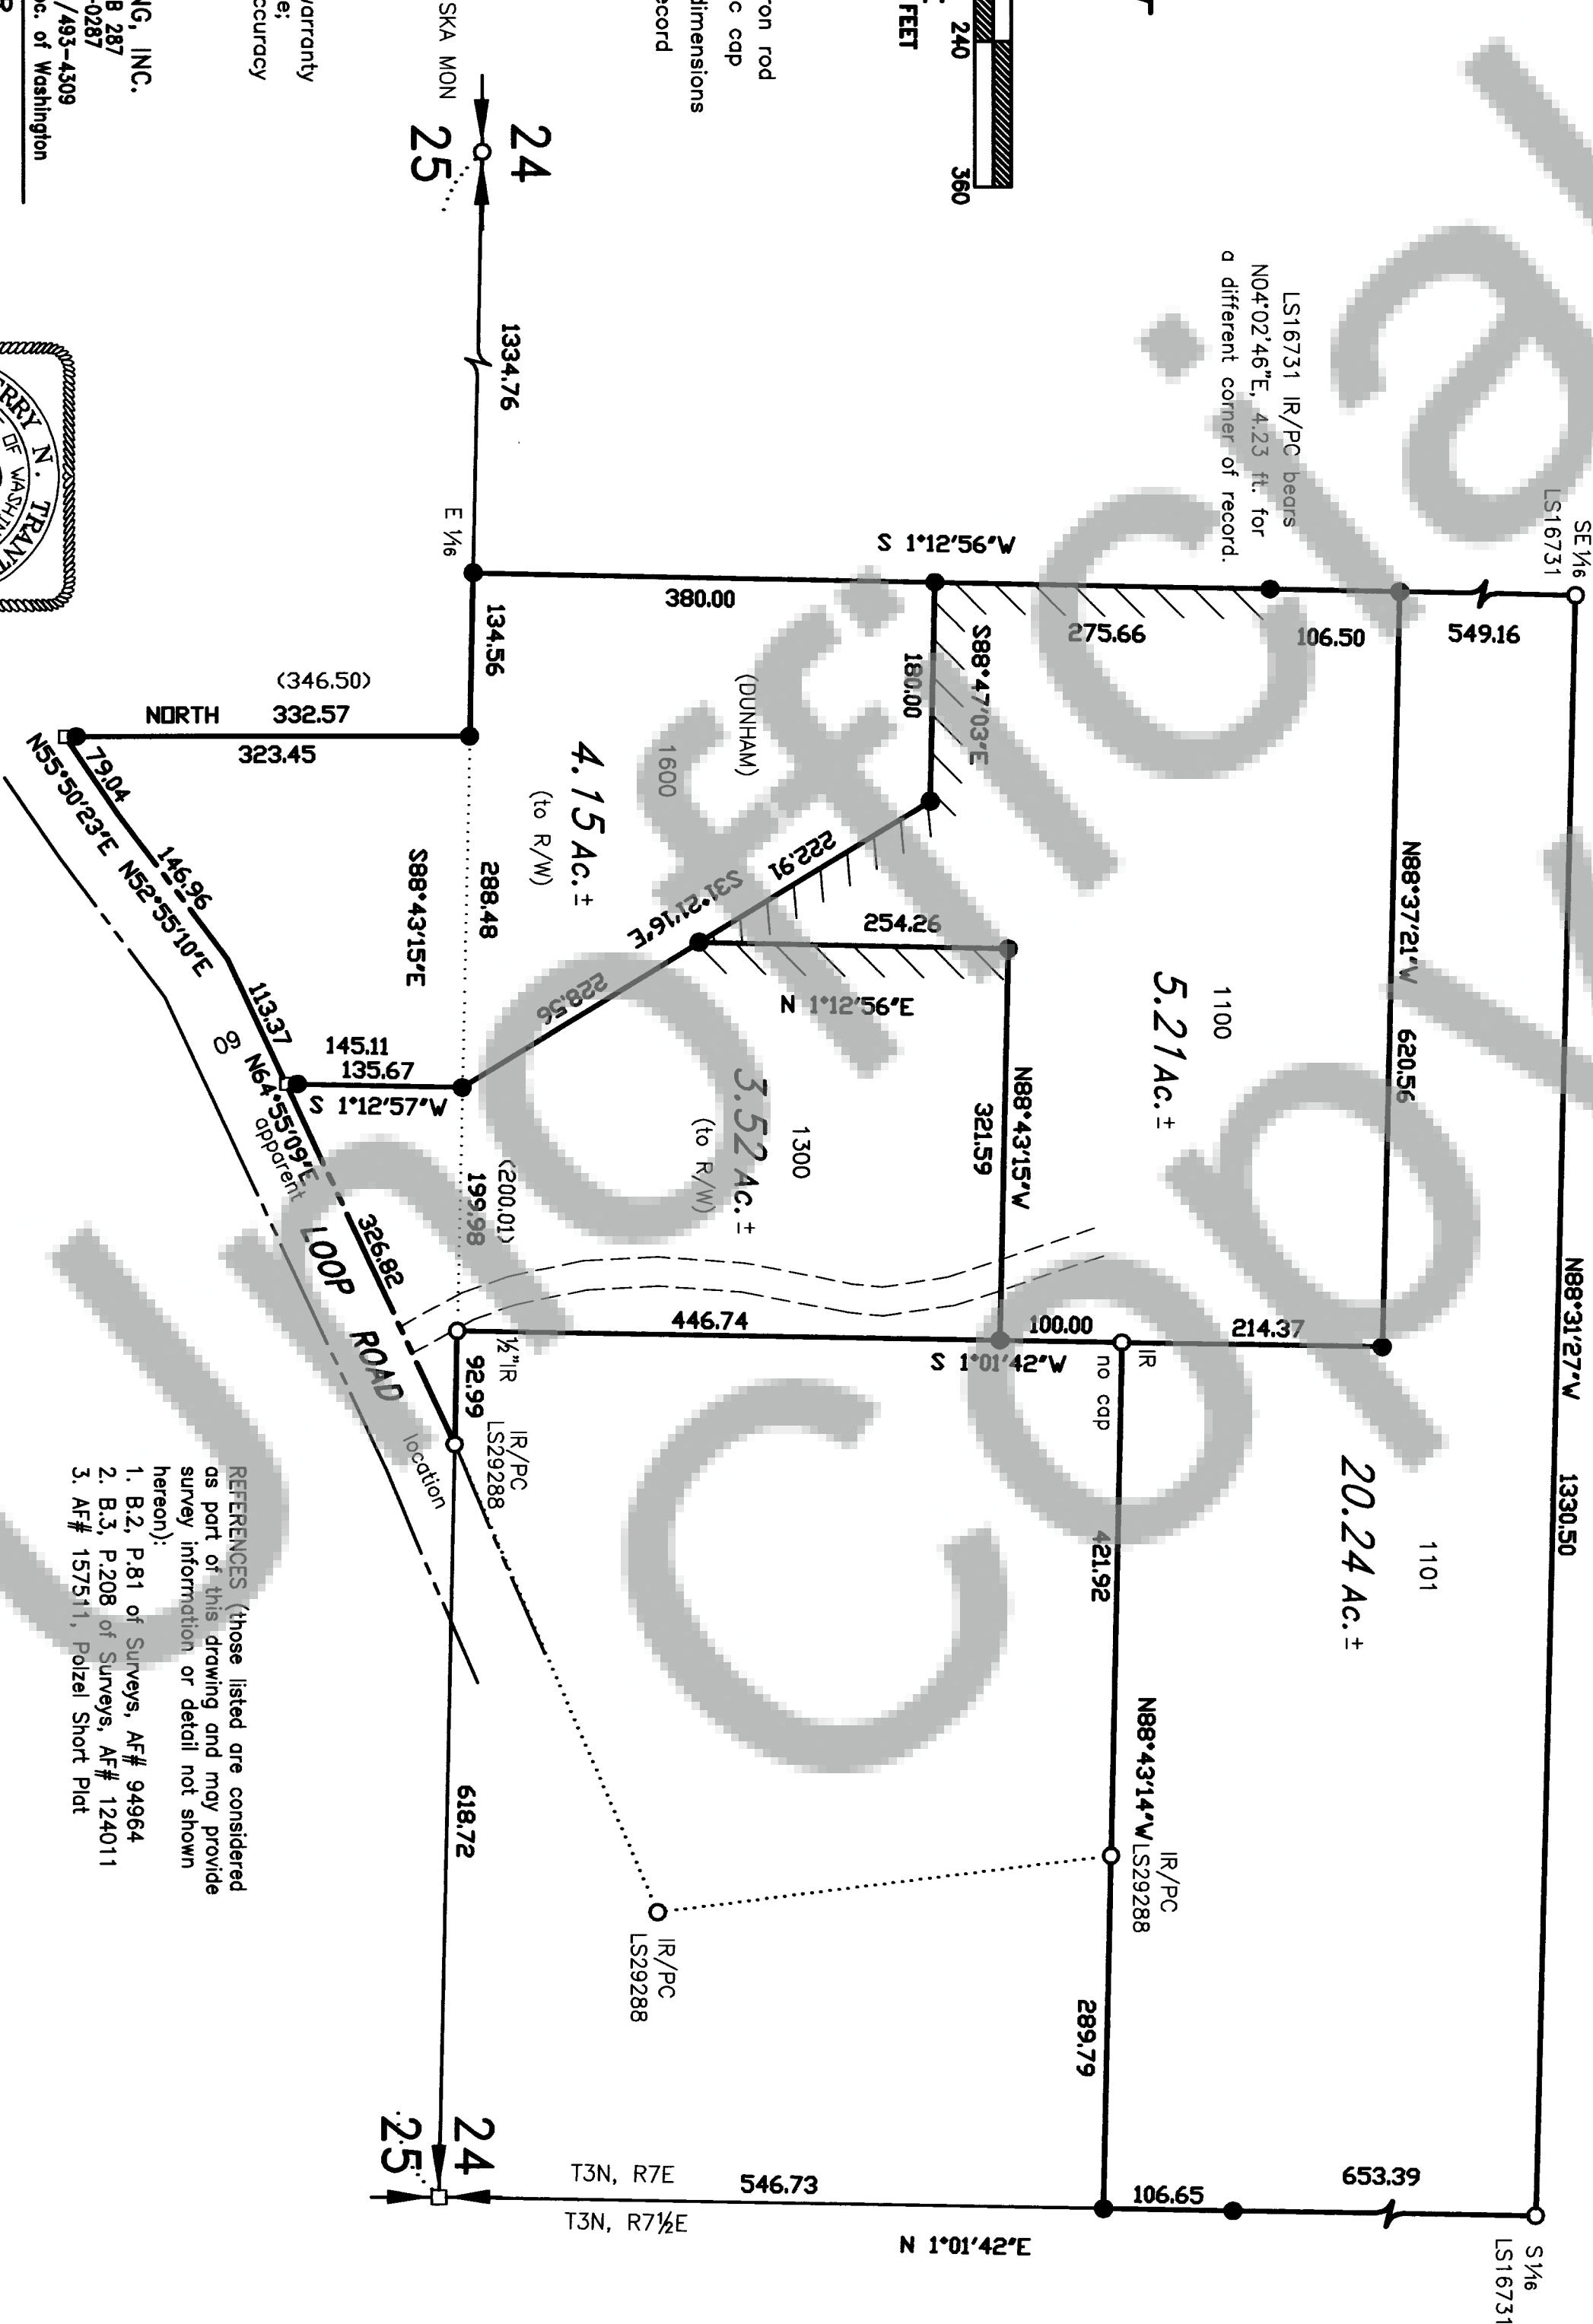 240
360
FEET
ron rod
c cap
dimensions
ecord
SKA MON
arranty
e;
ccuracy
NG, INC.
B 287
-0287
/493-4309
oc. of Washington
RRY N. TRANT
OF WASHIN
24
25
1334.76
E 1/16
LS16731 IR/PC bears
N04°02'46"E, 4.23 ft. for
a different corner of record.
SE 1/16
LS16731
S 1°12'56"W
380.00
275.66
106.50
549.16
134.56
(346.50)
NORTH 332.57
323.45
180.00
S88°47'03"E
(DUNHAM)
1600
4.15 Ac.±
(to R/W)
222.91
S31°21'16"E
228.56
254.26
N 1°12'56"E
N88°37'21"W 620.56
1100
5.21 Ac.±
N88°43'15"W
321.59
1300
3.52 Ac.±
(to R/W)
288.48
S88°43'15"E
79.04
N55°50'23"E
146.96
N52°55'10"E
113.37
60
N64°55'09"E
apparent
145.11
135.67
S 1°12'57"W
(200.01)
199.98
326.82
LOOP ROAD
location
½"IR
92.99
IR/PC
LS29288
446.74
100.00
214.37
S 1°01'42"W
IR
no cap
N88°31'27"W 1330.50
1101
20.24 Ac.±
421.92
N88°43'14"W
IR/PC
LS29288
289.79
IR/PC
LS29288
618.72
24
25
T3N, R7E
T3N, R7½E
546.73
106.65
653.39
N 1°01'42"E
S 1/16
LS16731
REFERENCES (those listed are considered
as part of this drawing and may provide
survey information or detail not shown
hereon):
1. B.2, P.81 of Surveys, AF# 94964
2. B.3, P.208 of Surveys, AF# 124011
3. AF# 157511, Polzel Short Plat
Unofficial
Copy